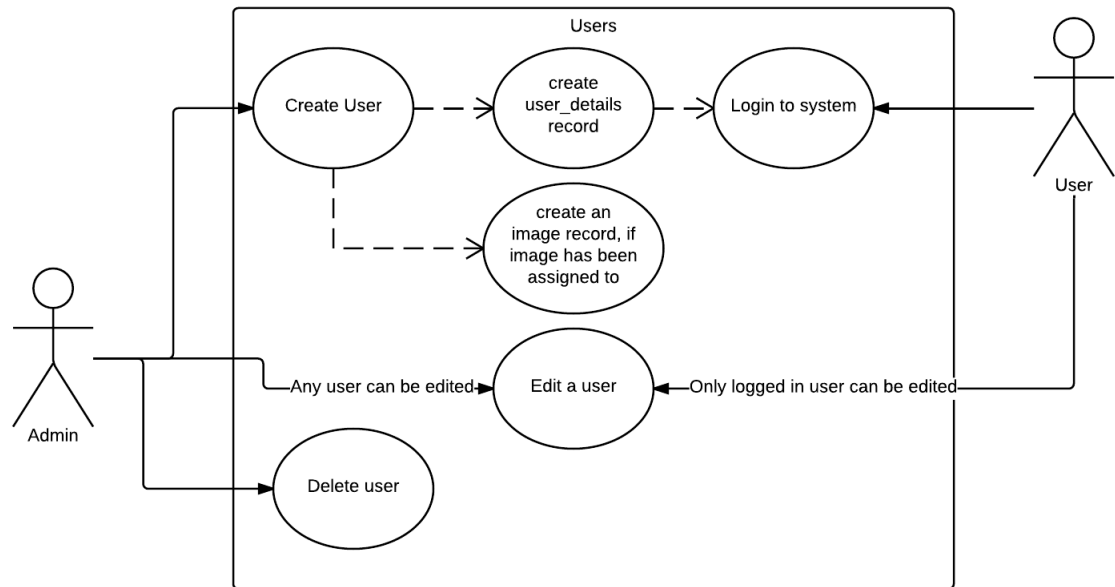 Users
Create User
create
user_details
record
Login to system
User
create an
image record, if
image has been
assigned to
Admin
Any user can be edited
Edit a user
Only logged in user can be edited
Delete user